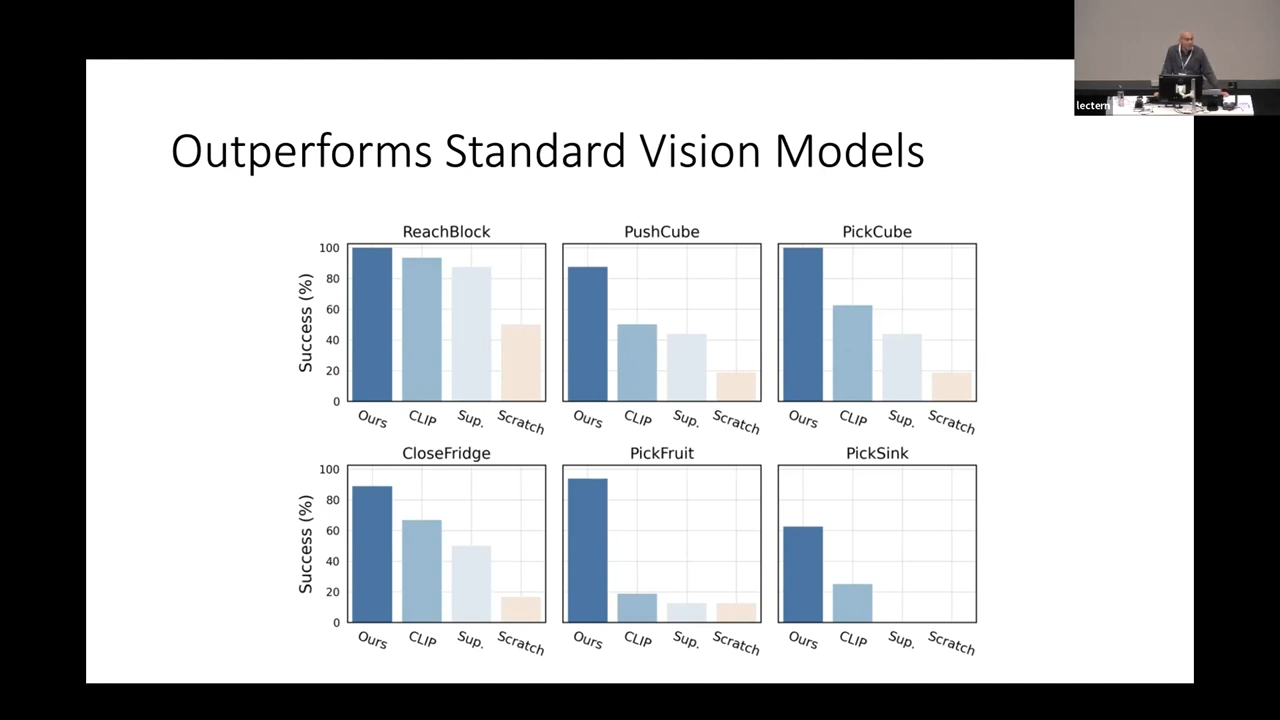 lectern
Outperforms Standard Vision Models
ReachBlock PushCube PickCube
Success (%)
100
80
60
40
20
0
Ours CLIP Sup. Scratch Ours CLIP Sup. Scratch Ours CLIP Sup. Scratch
CloseFridge PickFruit PickSink
Success (%)
100
80
60
40
20
0
Ours CLIP Sup. Scratch Ours CLIP Sup. Scratch Ours CLIP Sup. Scratch